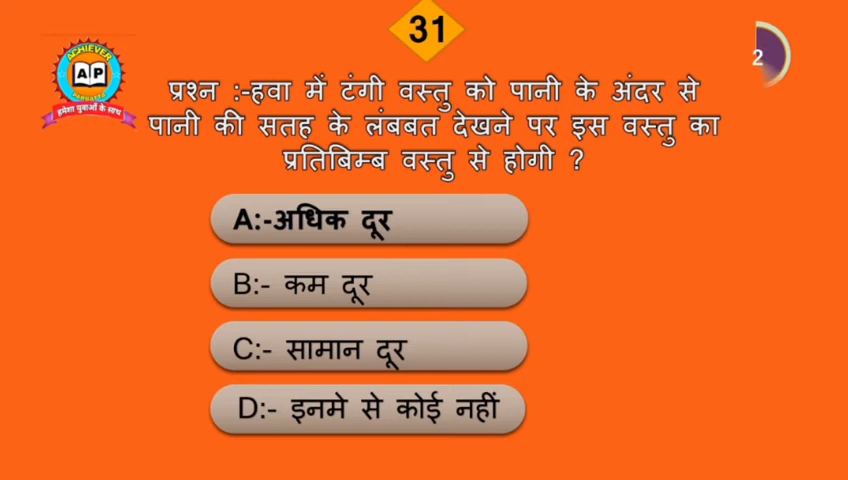 31
ACHIEVER
AP
हमेशा युवाओं के साथ
2
प्रश्न :-हवा में टंगी वस्तु को पानी के अंदर से
पानी की सतह के लंबबत देखने पर इस वस्तु का
प्रतिबिम्ब वस्तु से होगी ?
A:-अधिक दूर
B:- कम दूर
C:- सामान दूर
D:- इनमे से कोई नहीं